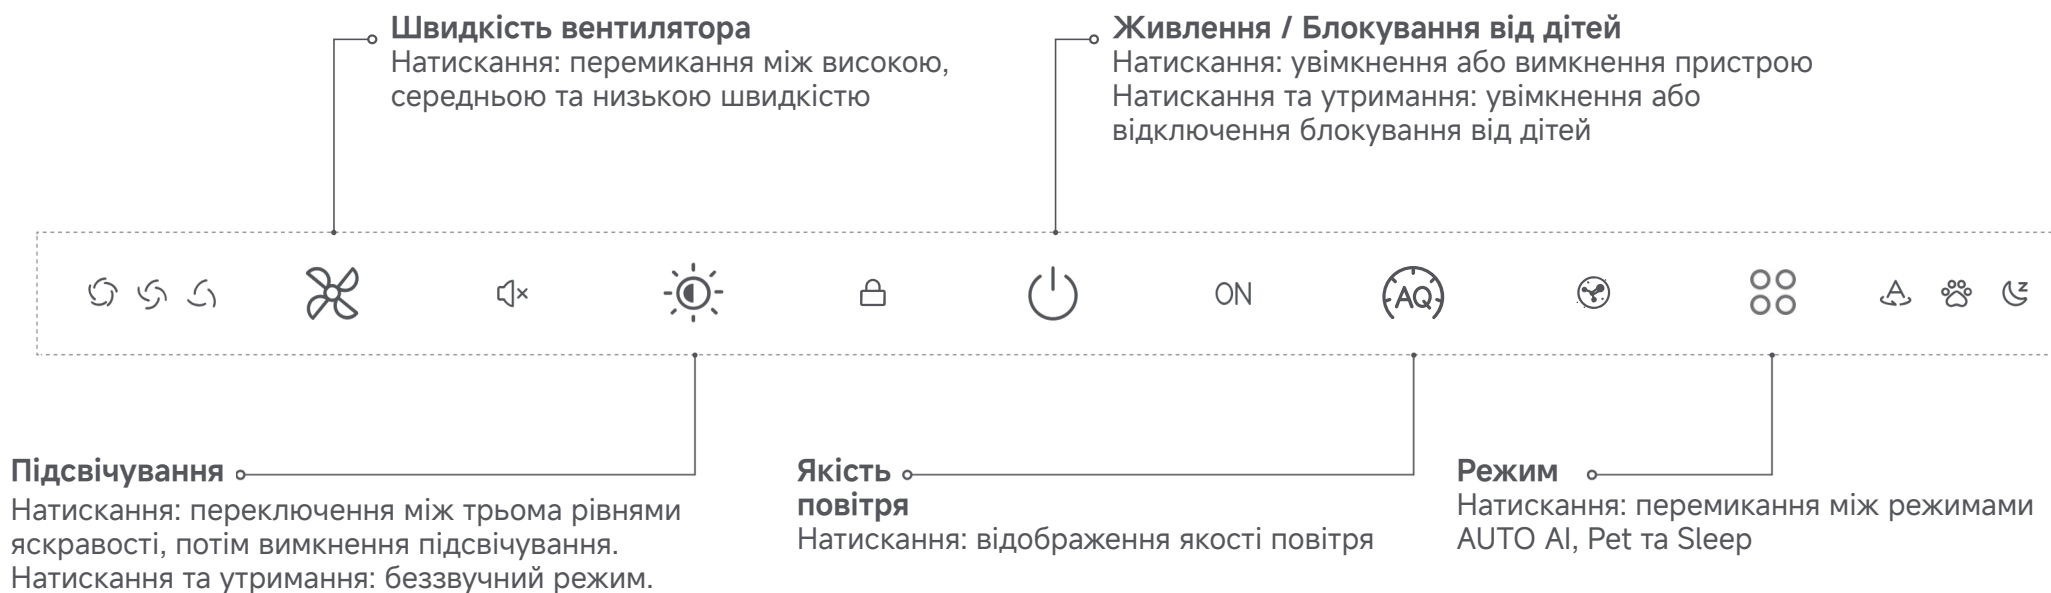 Швидкість вентилятора
Натискання: перемикання між високою,
середньою та низькою швидкістю
Живлення / Блокування від дітей
Натискання: увімкнення або вимкнення пристрою
Натискання та утримання: увімкнення або
відключення блокування від дітей
ON
AQ
A
z
Підсвічування
Натискання: переключення між трьома рівнями
яскравості, потім вимкнення підсвічування.
Натискання та утримання: беззвучний режим.
Якість
повітря
Натискання: відображення якості повітря
Режим
Натискання: перемикання між режимами
AUTO AI, Pet та Sleep